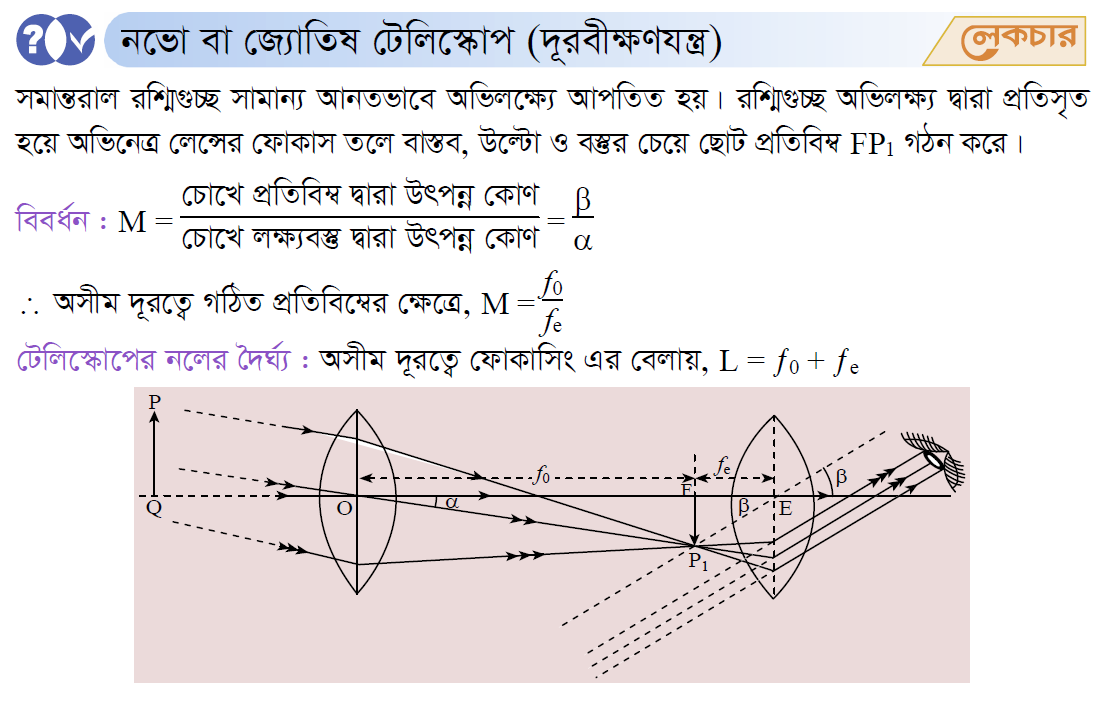 নভো বা জ্যোতিষ টেলিস্কোপ (দূরবীক্ষণযন্ত্র)
লেকচার
সমান্তরাল রশ্মিগুচ্ছ সামান্য আনতভাবে অভিলক্ষ্যে আপতিত হয়। রশ্মিগুচ্ছ অভিলক্ষ্য দ্বারা প্রতিসৃত
হয়ে অভিনেত্র লেন্সের ফোকাস তলে বাস্তব, উল্টো ও বস্তুর চেয়ে ছোট প্রতিবিম্ব FP₁ গঠন করে।
বিবর্ধন : M = চোখে প্রতিবিম্ব দ্বারা উৎপন্ন কোণ / চোখে লক্ষ্যবস্তু দ্বারা উৎপন্ন কোণ = β / α
∴ অসীম দূরত্বে গঠিত প্রতিবিম্বের ক্ষেত্রে, M = f₀ / fₑ
টেলিস্কোপের নলের দৈর্ঘ্য : অসীম দূরত্বে ফোকাসিং এর বেলায়, L = f₀ + fₑ
P
Q
O
α
f₀
F
fₑ
P₁
β
E
β